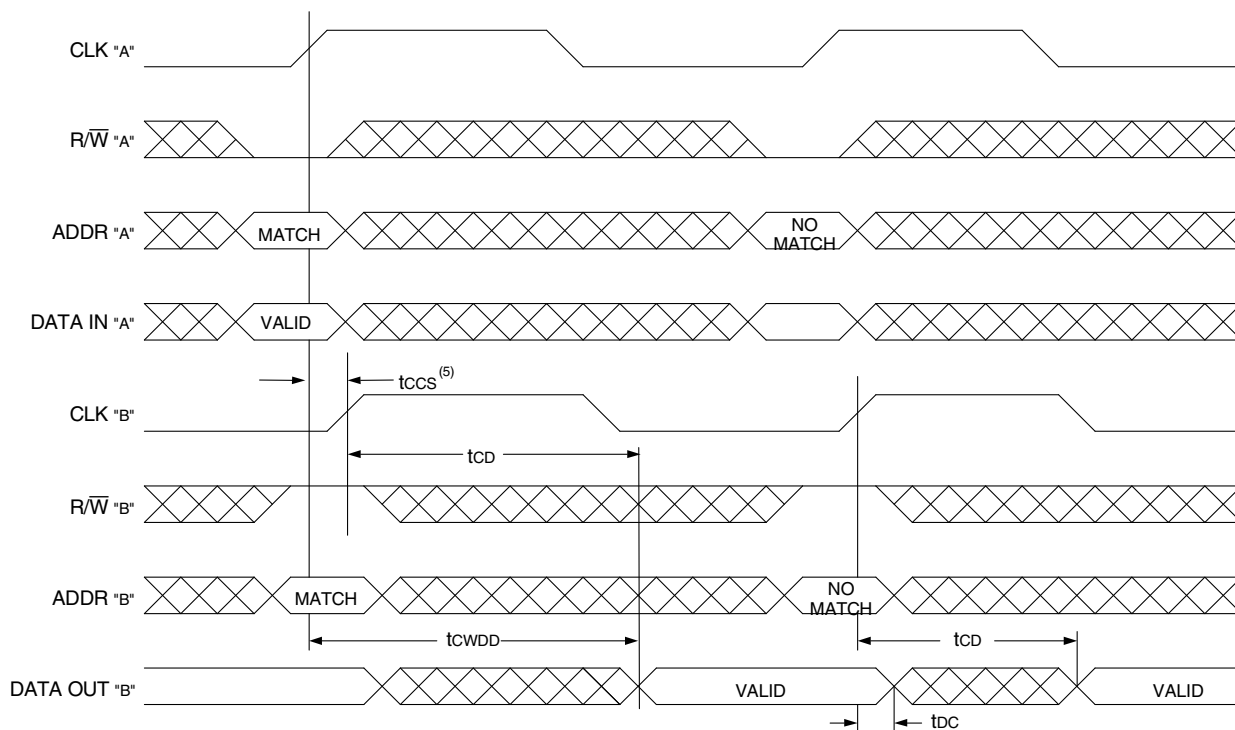 CLK "A"
R/W̅ "A"
ADDR "A" MATCH NO MATCH
DATA IN "A" VALID
tCCS (5)
CLK "B"
tCD
R/W̅ "B"
ADDR "B" MATCH NO MATCH
tCWDD tCD
DATA OUT "B" VALID VALID
tDC